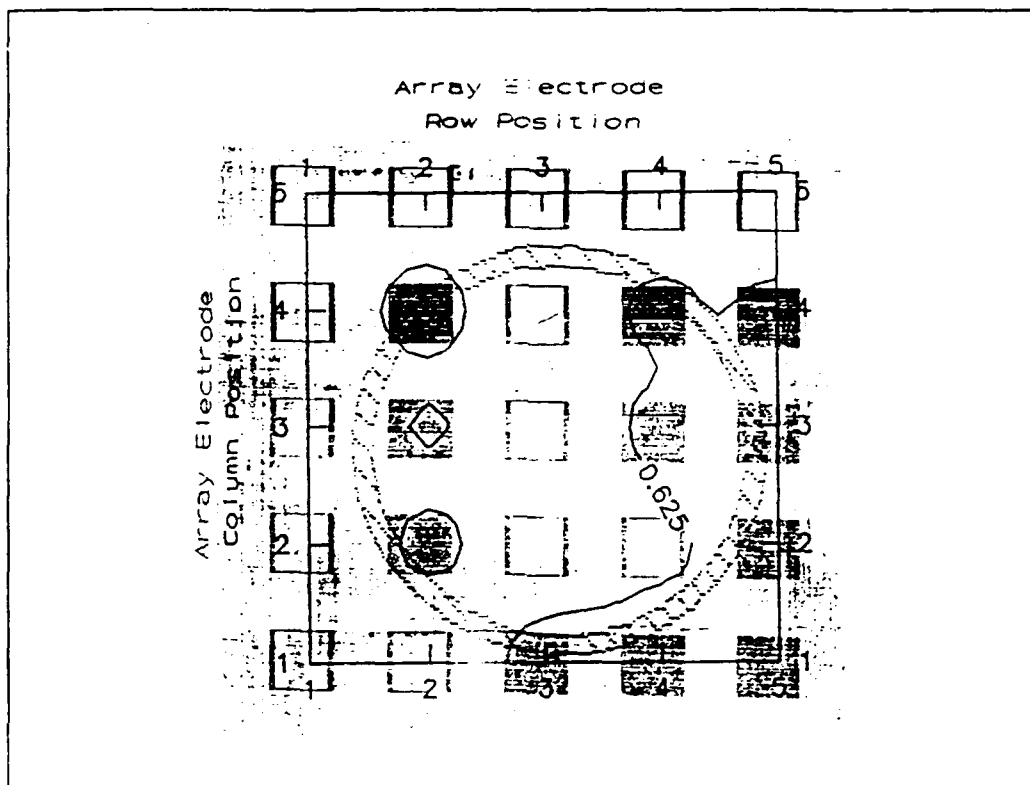 Array Electrode
Row Position
1 2 3 4 5
5 5
4 4
3 3
2 2
1 1
1 2 3 4 5
Array Electrode
Column Position
0.625